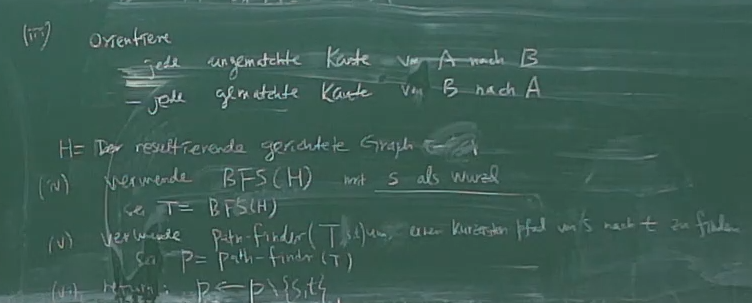 (iii) Orientiere
- jede ungematchte Kante von A nach B
- jede gematchte Kante von B nach A
H = Der resultierende gerichtete Graph
(iv) verwende BFS(H) mit s als wurzel
sei T = BFS(H)
(v) verwende Path-finder(T,s,t) um einen kürzesten pfad von s nach t zu finden
sei P = path-finder(T)
(vi) return: P ← P \ {s,t}